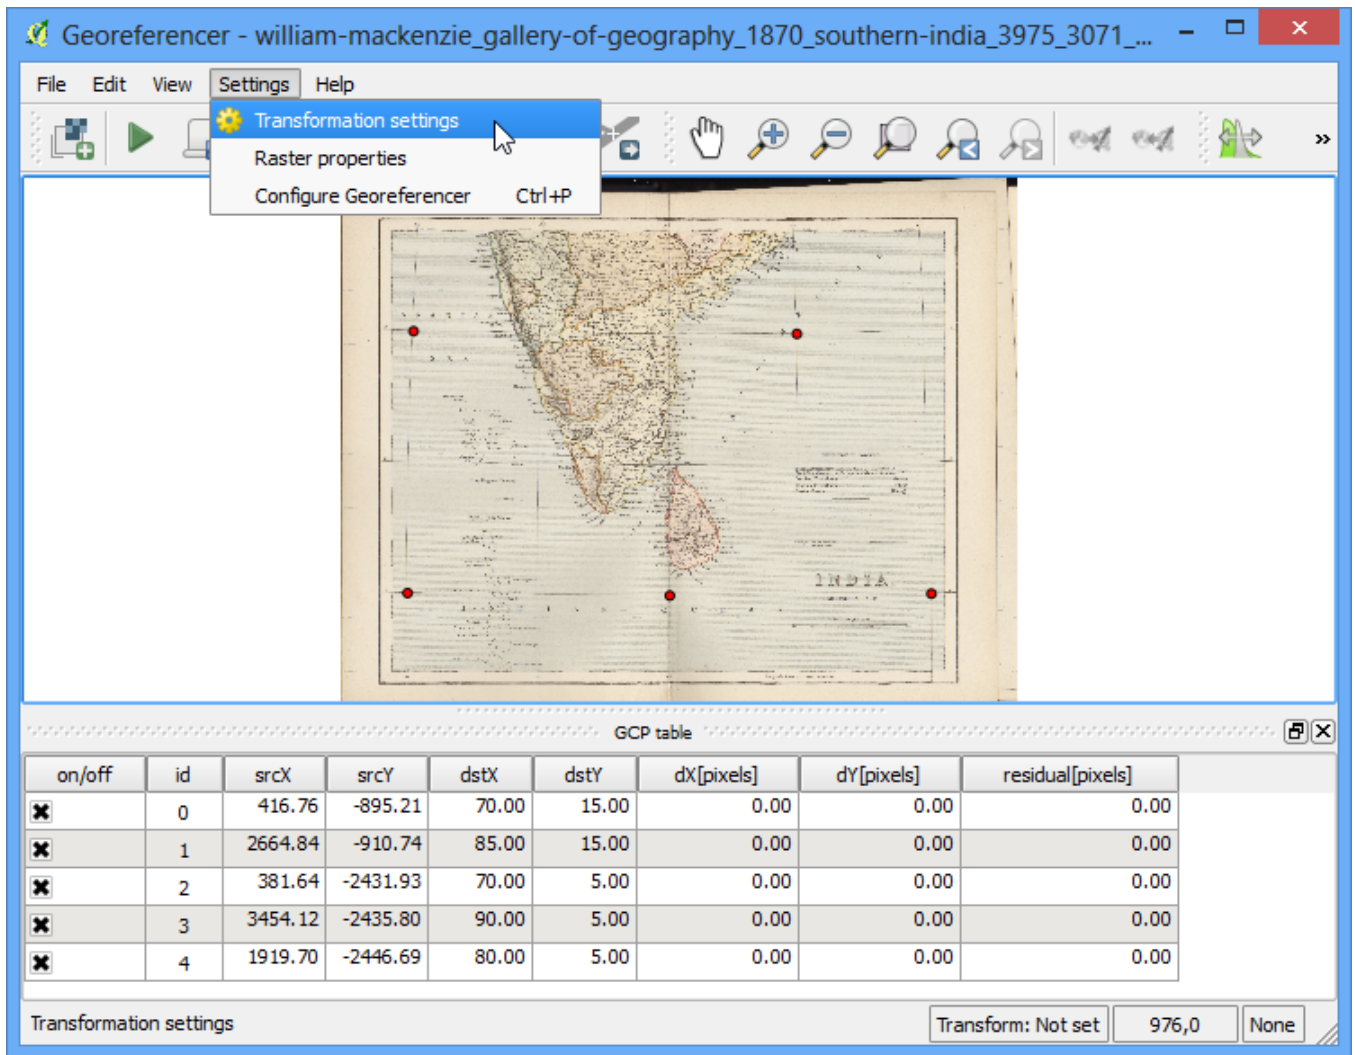 Georeferencer - william-mackenzie_gallery-of-geography_1870_southern-india_3975_3071_...
File Edit View Settings Help
Transformation settings
Raster properties
Configure Georeferencer Ctrl+P
»
INDIA
GCP table
on/off id srcX srcY dstX dstY dX[pixels] dY[pixels] residual[pixels]
0 416.76 -895.21 70.00 15.00 0.00 0.00 0.00
1 2664.84 -910.74 85.00 15.00 0.00 0.00 0.00
2 381.64 -2431.93 70.00 5.00 0.00 0.00 0.00
3 3454.12 -2435.80 90.00 5.00 0.00 0.00 0.00
4 1919.70 -2446.69 80.00 5.00 0.00 0.00 0.00
Transformation settings Transform: Not set 976,0 None